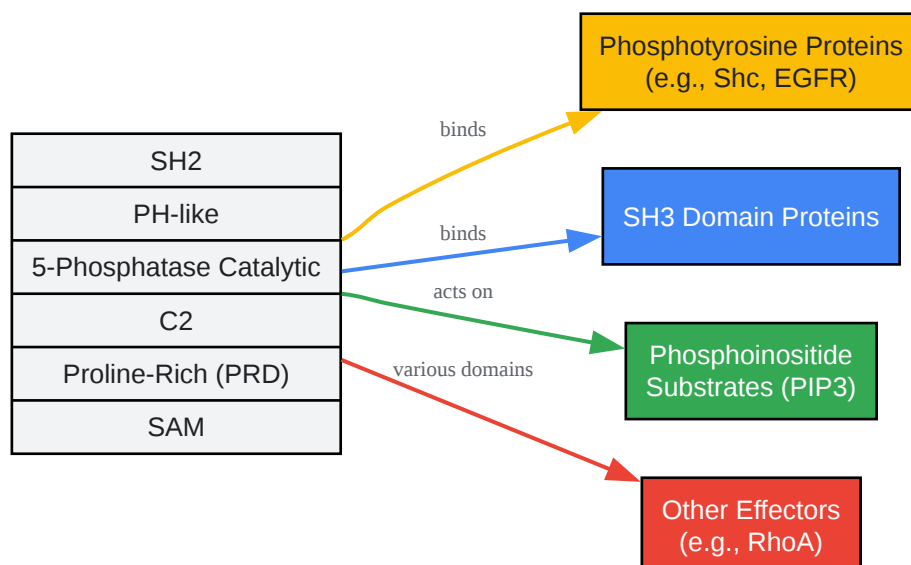 Phosphotyrosine Proteins
(e.g., Shc, EGFR)
binds
SH2
PH-like
5-Phosphatase Catalytic
C2
Proline-Rich (PRD)
SAM
binds
SH3 Domain Proteins
acts on
Phosphoinositide
Substrates (PIP3)
various domains
Other Effectors
(e.g., RhoA)